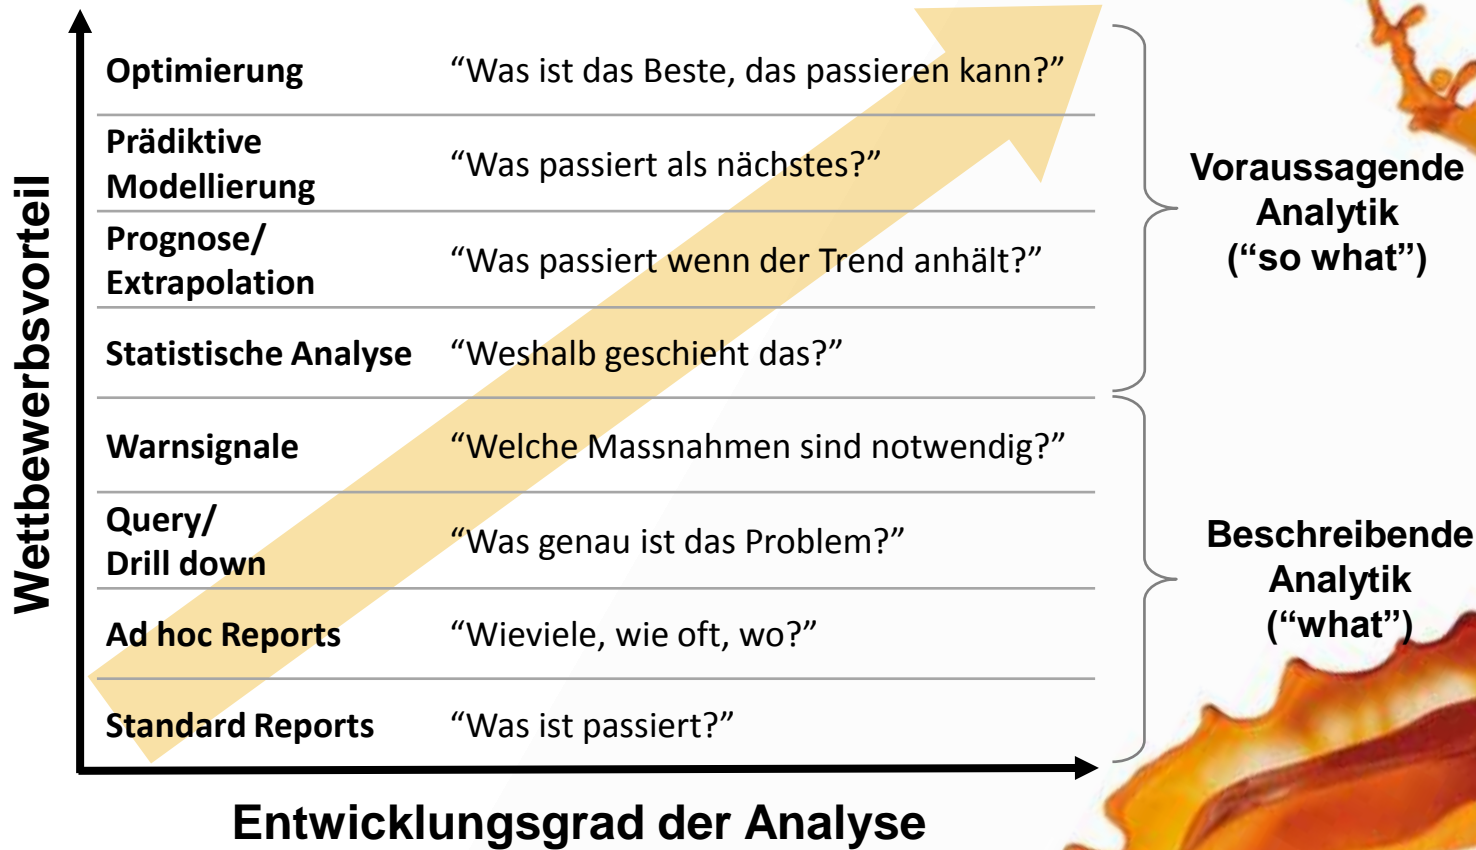 Wettbewerbsvorteil
Optimierung “Was ist das Beste, das passieren kann?”
Prädiktive
Modellierung
“Was passiert als nächstes?”
Prognose/
Extrapolation
“Was passiert wenn der Trend anhält?”
Statistische Analyse “Weshalb geschieht das?”
Warnsignale “Welche Massnahmen sind notwendig?”
Query/
Drill down
“Was genau ist das Problem?”
Ad hoc Reports “Wieviele, wie oft, wo?”
Standard Reports “Was ist passiert?”
Voraussagende
Analytik
(“so what”)
Beschreibende
Analytik
(“what”)
Entwicklungsgrad der Analyse